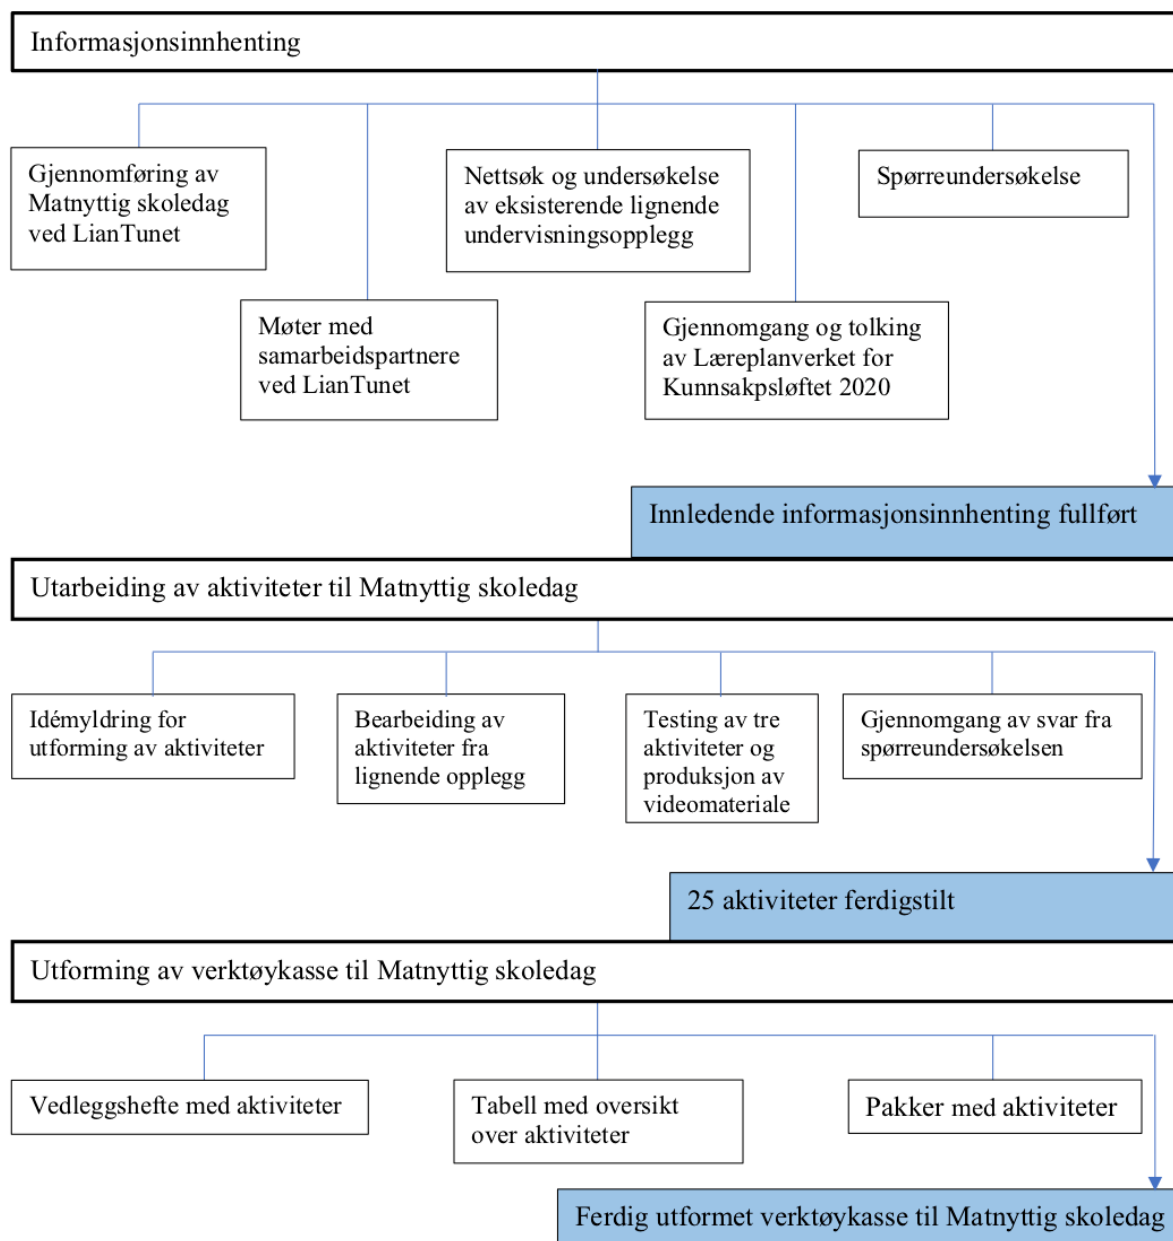 Informasjonsinnhenting
Gjennomføring av
Matnyttig skoledag
ved LianTunet
Nettsøk og undersøkelse
av eksisterende lignende
undervisningsopplegg
Spørreundersøkelse
Møter med
samarbeidspartnere
ved LianTunet
Gjennomgang og tolking
av Læreplanverket for
Kunnsakpsløftet 2020
Innledende informasjonsinnhenting fullført
Utarbeiding av aktiviteter til Matnyttig skoledag
Idémyldring for
utforming av aktiviteter
Bearbeiding av
aktiviteter fra
lignende opplegg
Testing av tre
aktiviteter og
produksjon av
videomateriale
Gjennomgang av svar fra
spørreundersøkelsen
25 aktiviteter ferdigstilt
Utforming av verktøykasse til Matnyttig skoledag
Vedleggshefte med aktiviteter
Tabell med oversikt
over aktiviteter
Pakker med aktiviteter
Ferdig utformet verktøykasse til Matnyttig skoledag